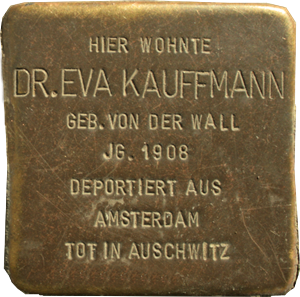 HIER WOHNTE
DR. EVA KAUFFMANN
GEB. VON DER WALL
JG. 1908
DEPORTIERT AUS
AMSTERDAM
TOT IN AUSCHWITZ